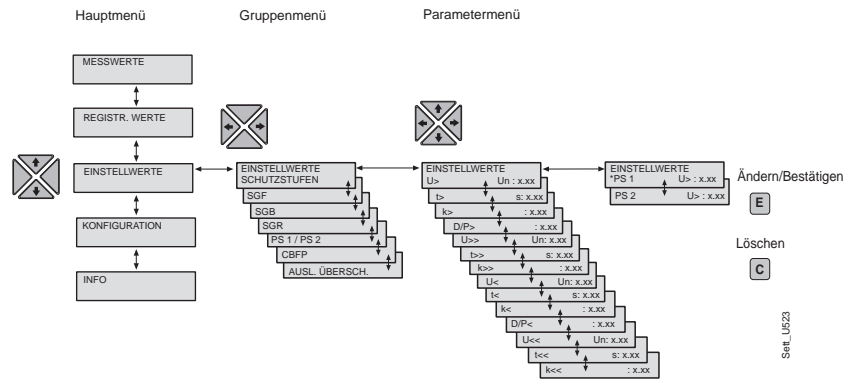 Hauptmenü Gruppenmenü Parametermenü
MESSWERTE
REGISTR. WERTE
EINSTELLWERTE
KONFIGURATION
INFO
EINSTELLWERTE
SCHUTZSTUFEN
SGF
SGB
SGR
PS 1 / PS 2
CBFP
AUSL. ÜBERSCH.
EINSTELLWERTE
U> Un : x.xx
t> s: x.xx
k> : x.xx
D/P> : x.xx
U>> Un: x.xx
t>> s: x.xx
k>> : x.xx
U< Un: x.xx
t< s: x.xx
k< : x.xx
D/P< : x.xx
U<< Un: x.xx
t<< s: x.xx
k<< : x.xx
EINSTELLWERTE
*PS 1 U> : x.xx
PS 2 U> : x.xx
Ändern/Bestätigen
E
Löschen
C
Sett_U523